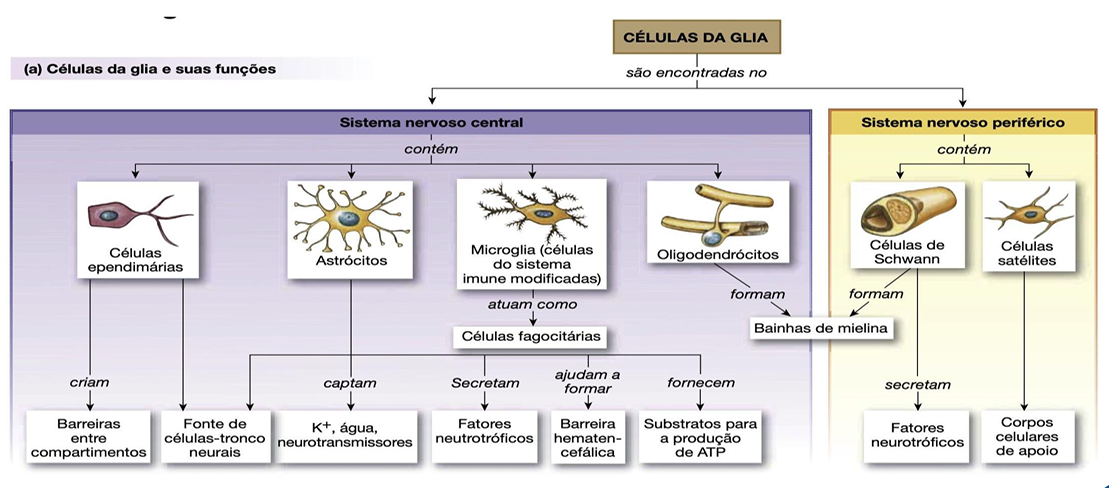 CÉLULAS DA GLIA
(a) Células da glia e suas funções
são encontradas no
Sistema nervoso central
Sistema nervoso periférico
contém
contém
Células
ependimárias
Astrócitos
Microglia (células
do sistema
imune modificadas)
Oligodendrócitos
Células de
Schwann
Células
satélites
atuam como
formam
formam
Células fagocitárias
Bainhas de mielina
criam
captam
Secretam
ajudam a
formar
fornecem
secretam
Barreiras
entre
compartimentos
Fonte de
células-tronco
neurais
K+, água,
neurotransmissores
Fatores
neutrotróficos
Barreira
hematen-
cefálica
Substratos para
a produção
de ATP
Fatores
neurotróficos
Corpos
celulares
de apoio